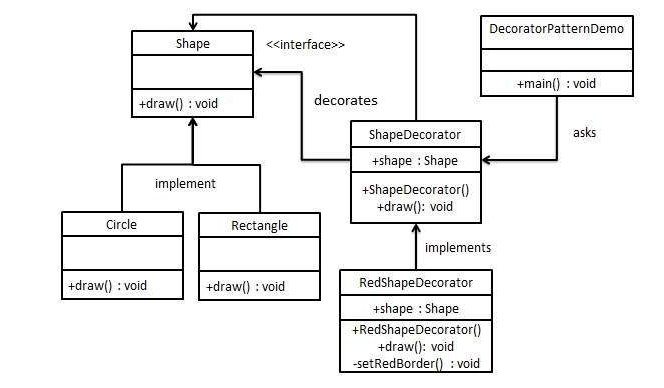 Shape
<<interface>>
DecoratorPatternDemo
+draw() : void
+main() : void
decorates
ShapeDecorator
asks
+shape : Shape
implement
+ShapeDecorator()
+draw(): void
Circle
Rectangle
implements
+draw() : void
+draw() : void
RedShapeDecorator
+shape : Shape
+RedShapeDecorator()
+draw(): void
-setRedBorder() : void